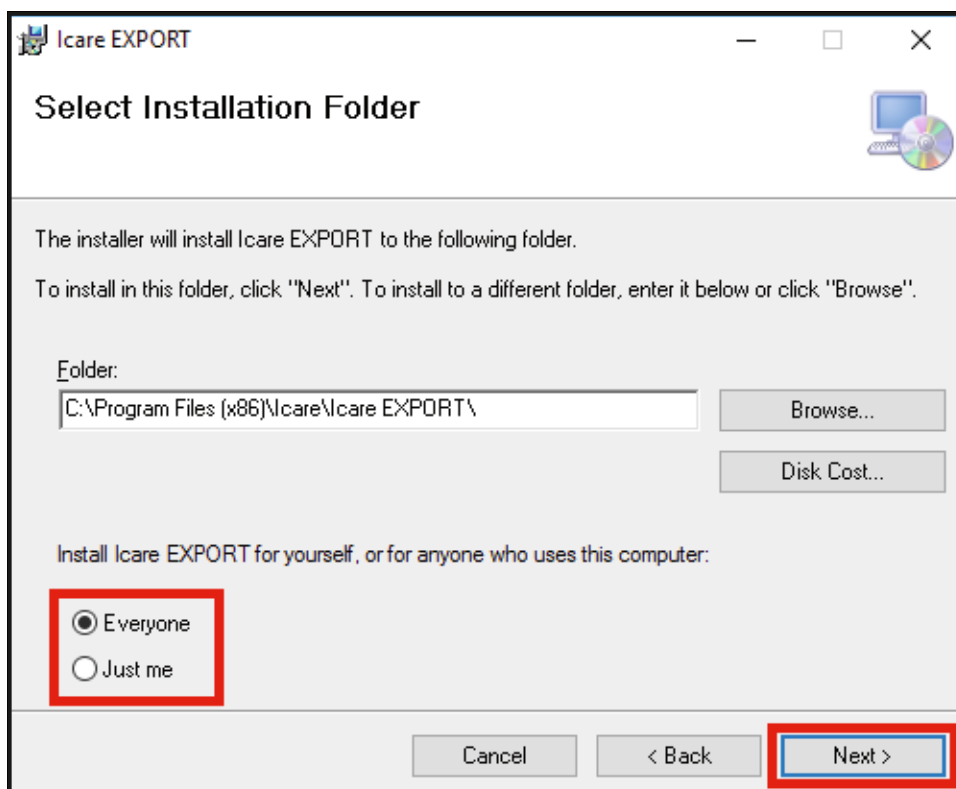 Icare EXPORT
Select Installation Folder
The installer will install Icare EXPORT to the following folder.
To install in this folder, click "Next". To install to a different folder, enter it below or click "Browse".
Folder:
C:\Program Files (x86)\Icare\Icare EXPORT\
Browse...
Disk Cost...
Install Icare EXPORT for yourself, or for anyone who uses this computer:
Everyone
Just me
Cancel
< Back
Next >